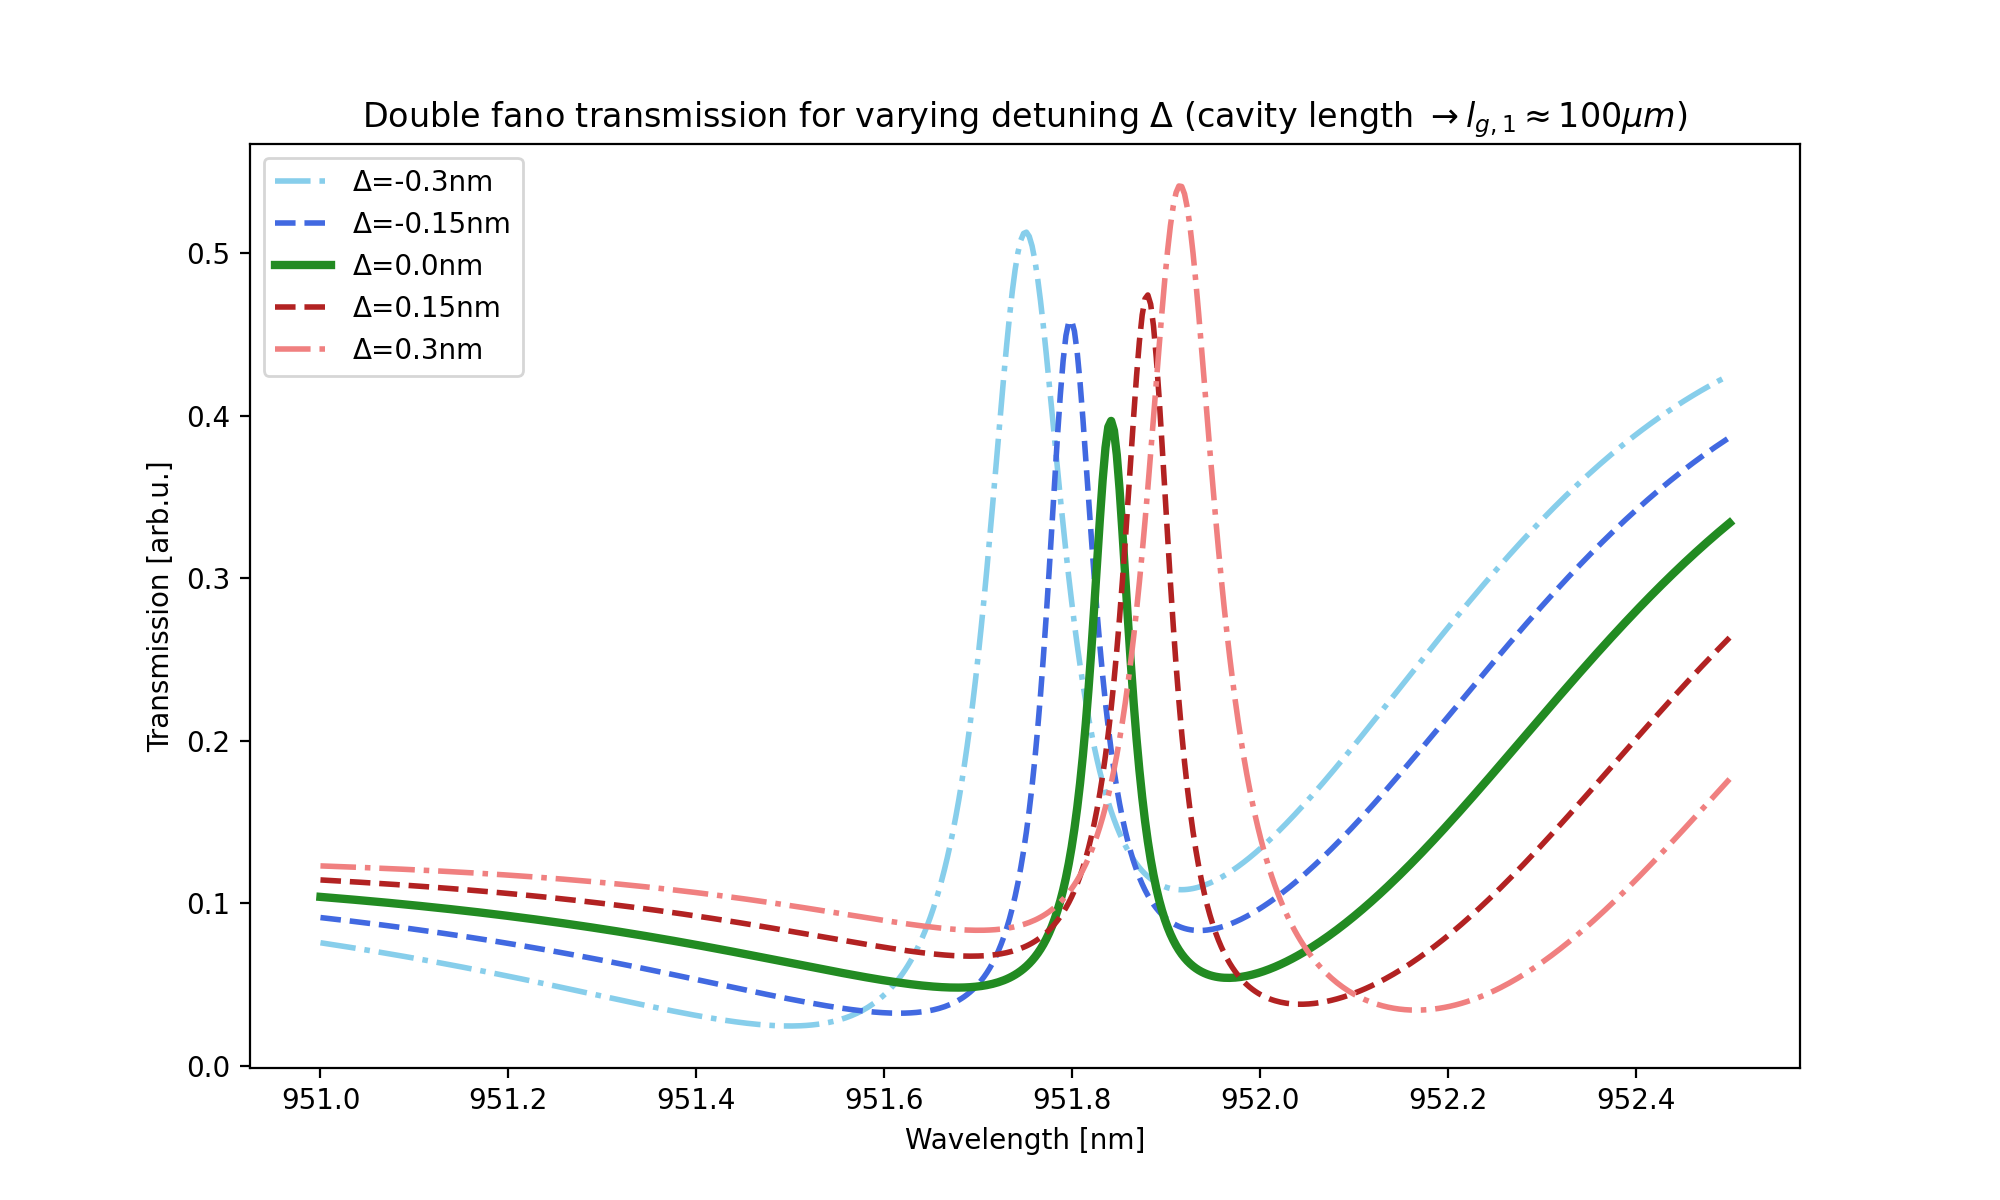 Double fano transmission for varying detuning Δ (cavity length → l_{g,1} ≈ 100μm)
Δ=-0.3nm
Δ=-0.15nm
Δ=0.0nm
Δ=0.15nm
Δ=0.3nm
Transmission [arb.u.]
0.5
0.4
0.3
0.2
0.1
0.0
951.0 951.2 951.4 951.6 951.8 952.0 952.2 952.4
Wavelength [nm]